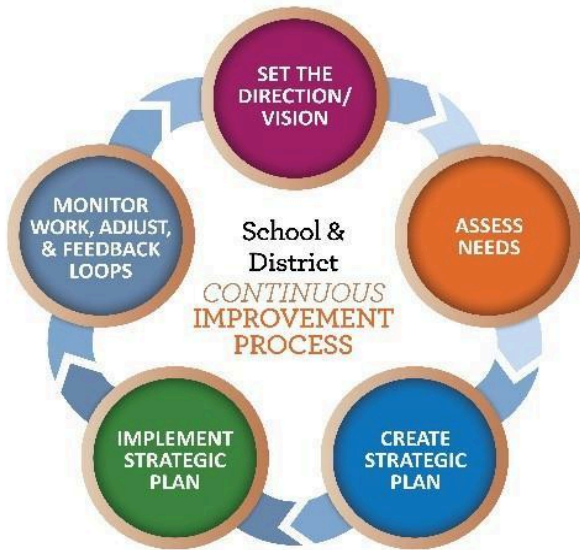 SET THE
DIRECTION/
VISION
ASSESS
NEEDS
CREATE
STRATEGIC
PLAN
IMPLEMENT
STRATEGIC
PLAN
MONITOR
WORK, ADJUST,
& FEEDBACK
LOOPS
School &
District
CONTINUOUS
IMPROVEMENT
PROCESS